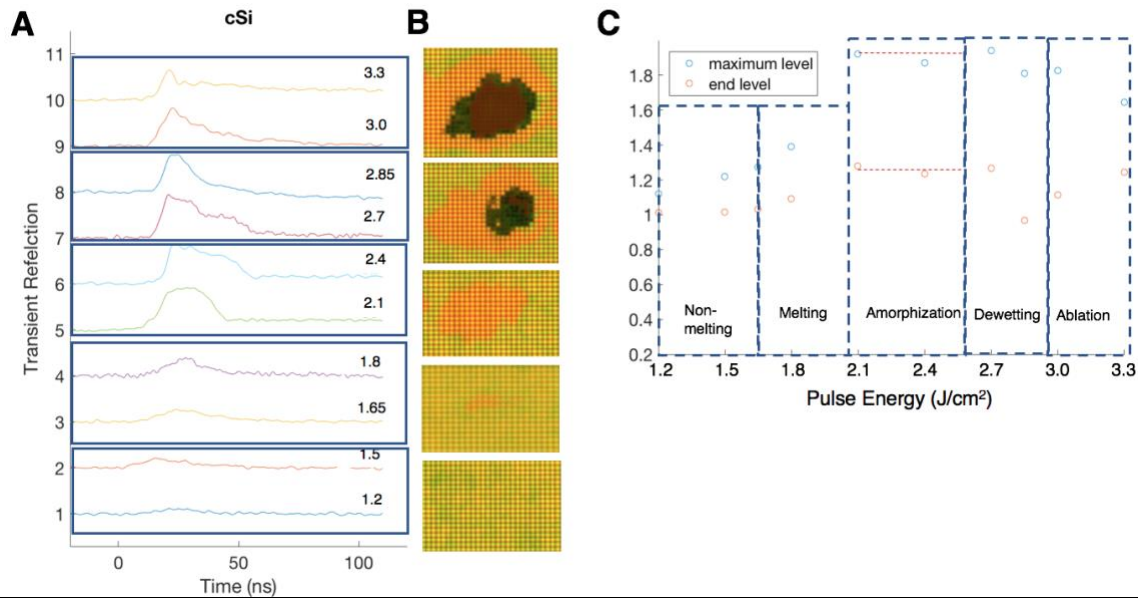 A
cSi
B
C
Transient Refelction
11
10
9
8
7
6
5
4
3
2
1
3.3
3.0
2.85
2.7
2.4
2.1
1.8
1.65
1.5
1.2
0
50
100
Time (ns)
maximum level
end level
1.8
1.6
1.4
1.2
1
0.8
0.6
0.4
0.2
Non-
melting
Melting
Amorphization
Dewetting
Ablation
1.2
1.5
1.8
2.1
2.4
2.7
3.0
3.3
Pulse Energy (J/cm²)